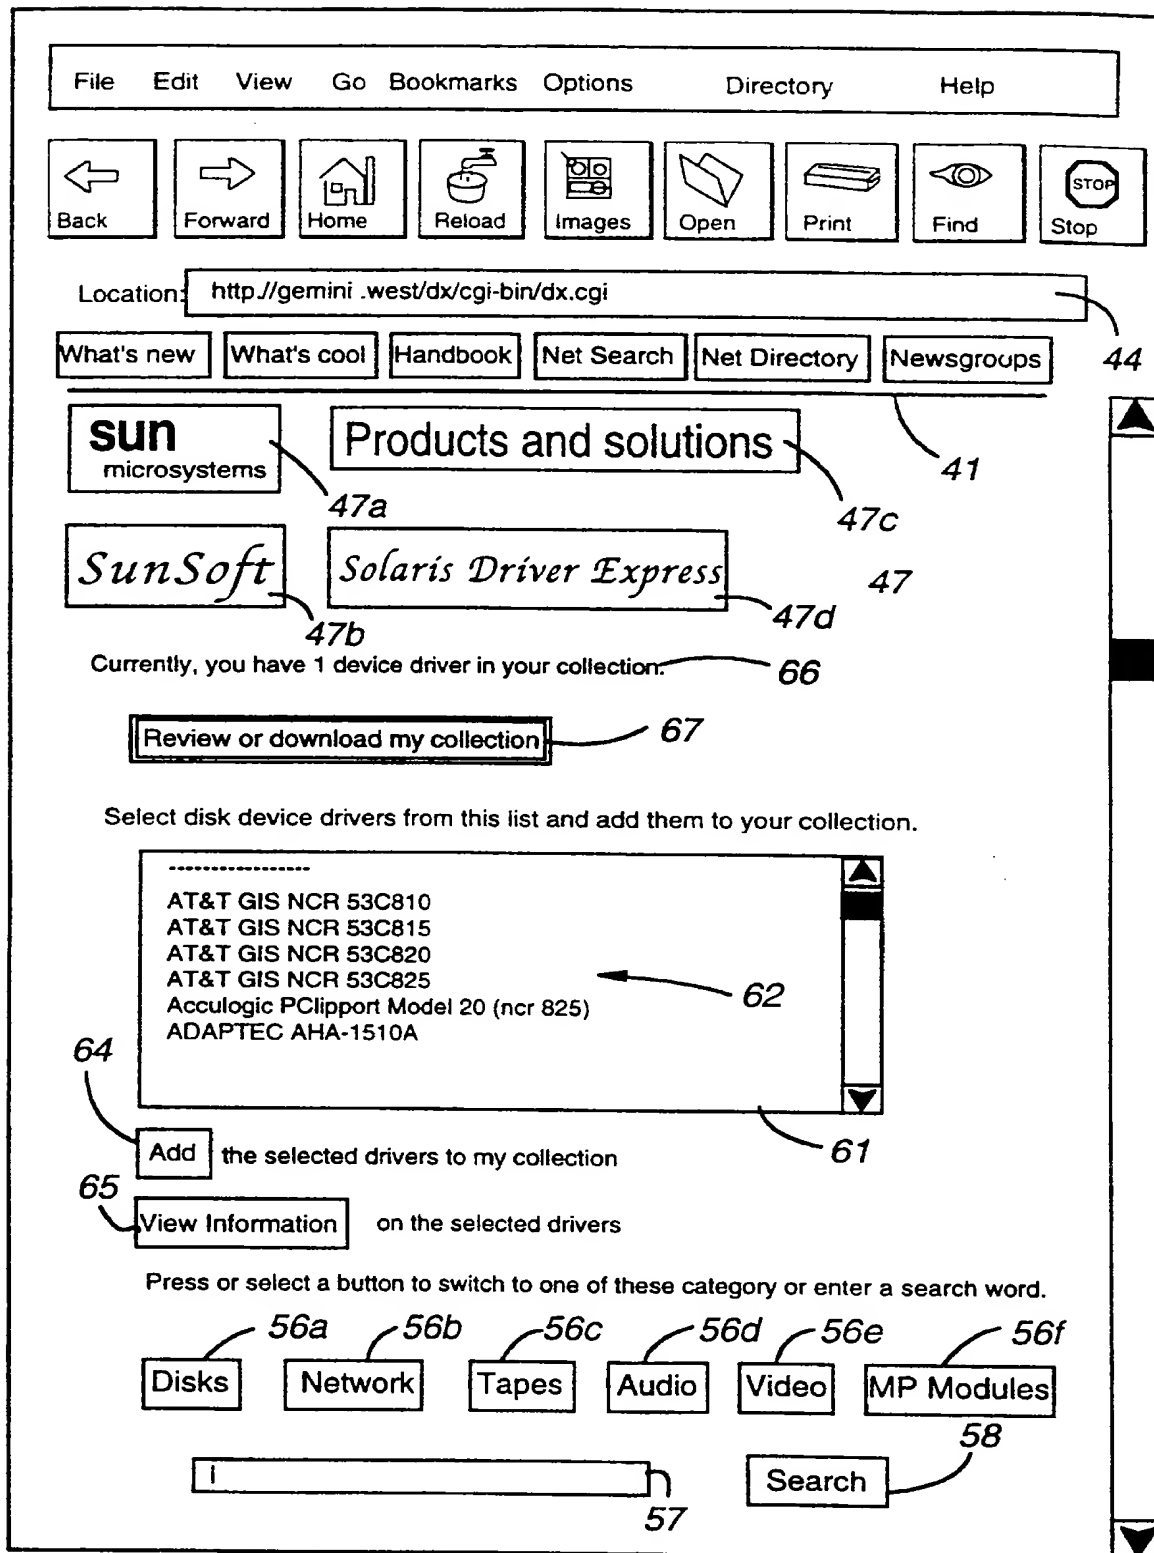 File Edit View Go Bookmarks Options Directory Help
STOP
Back Forward Home Reload Images Open Print Find Stop
Location: http://gemini .west/dx/cgi-bin/dx.cgi
44
What's new What's cool Handbook Net Search Net Directory Newsgroups
41
sun
microsystems
47a
Products and solutions
47c
SunSoft
47b
Solaris Driver Express
47d
47
Currently, you have 1 device driver in your collection.
66
Review or download my collection
67
Select disk device drivers from this list and add them to your collection.
-----------------
AT&T GIS NCR 53C810
AT&T GIS NCR 53C815
AT&T GIS NCR 53C820
AT&T GIS NCR 53C825
Acculogic PClipport Model 20 (ncr 825)
ADAPTEC AHA-1510A
62
61
64
Add the selected drivers to my collection
65
View Information on the selected drivers
Press or select a button to switch to one of these category or enter a search word.
56a 56b 56c 56d 56e 56f
Disks Network Tapes Audio Video MP Modules
58
Search
57